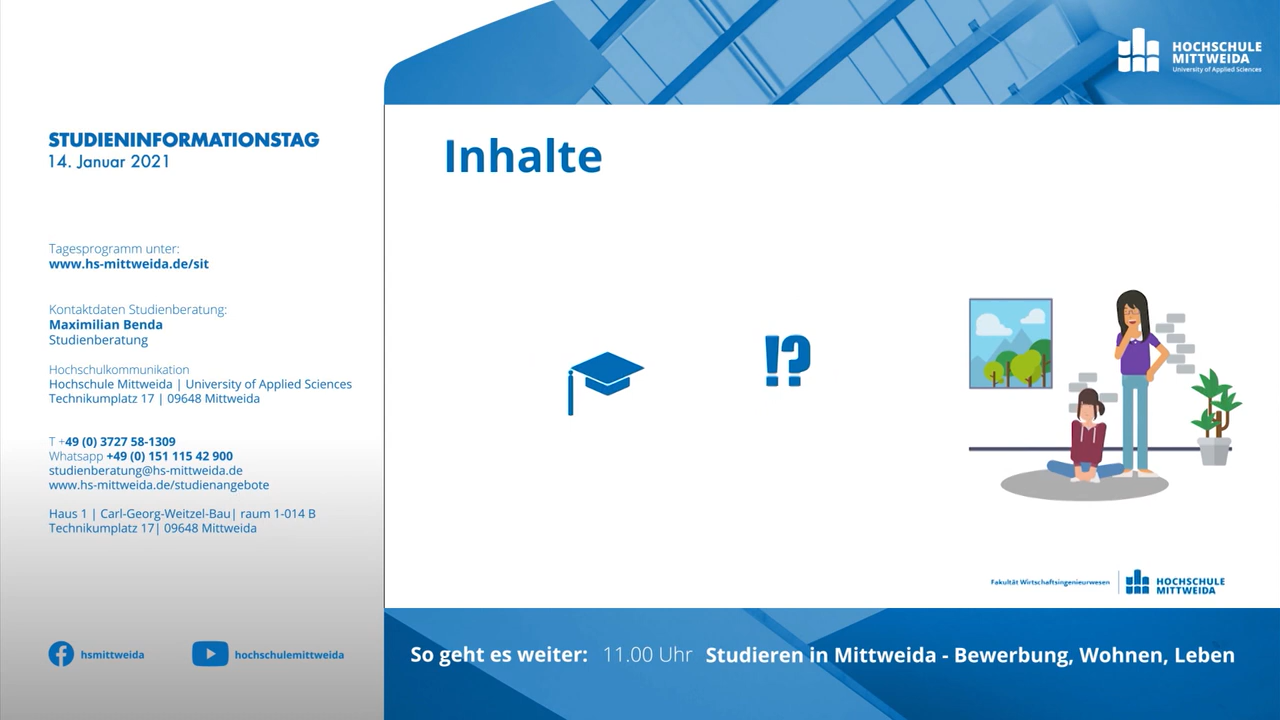 STUDIENINFORMATIONSTAG
14. Januar 2021
Tagesprogramm unter:
www.hs-mittweida.de/sit
Kontaktdaten Studienberatung:
Maximilian Benda
Studienberatung
Hochschulkommunikation
Hochschule Mittweida | University of Applied Sciences
Technikumplatz 17 | 09648 Mittweida
T +49 (0) 3727 58-1309
Whatsapp +49 (0) 151 115 42 900
studienberatung@hs-mittweida.de
www.hs-mittweida.de/studienangebote
Haus 1 | Carl-Georg-Weitzel-Bau| raum 1-014 B
Technikumplatz 17| 09648 Mittweida
hsmittweida
hochschulemittweida
HOCHSCHULE
MITTWEIDA
University of Applied Sciences
Inhalte
!?
Fakultät Wirtschaftsingenieurwesen
HOCHSCHULE
MITTWEIDA
So geht es weiter: 11.00 Uhr Studieren in Mittweida - Bewerbung, Wohnen, Leben